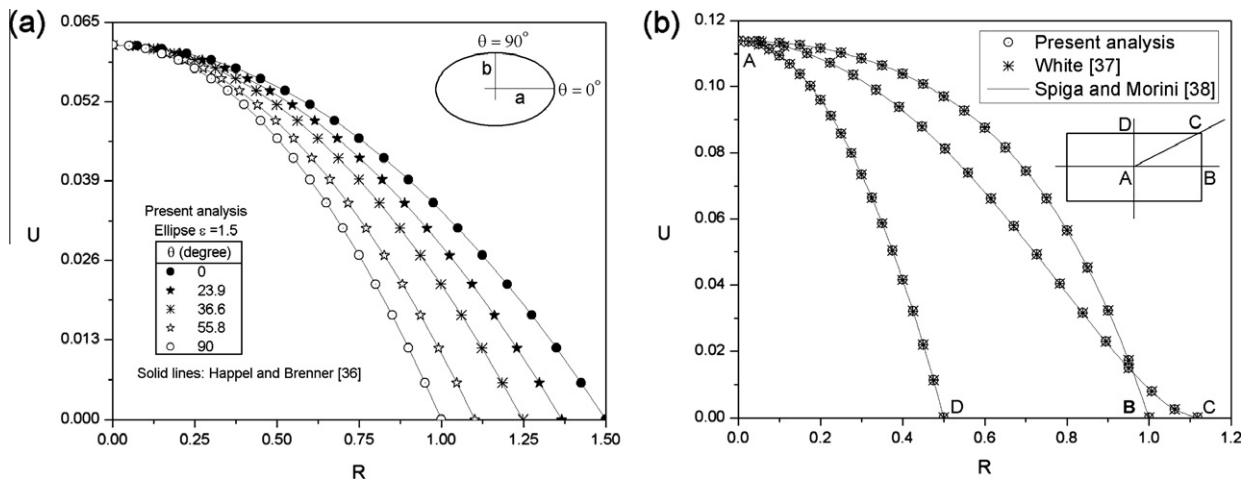 (a)
0.065
0.052
0.039
0.026
0.013
0.000
U
0.00 0.25 0.50 0.75 1.00 1.25 1.50
R
θ = 90°
b
a
θ = 0°
Present analysis
Ellipse ε =1.5
θ (degree)
0
23.9
36.6
55.8
90
Solid lines: Happel and Brenner [36]
(b)
0.12
0.10
0.08
0.06
0.04
0.02
0.00
U
0.0 0.2 0.4 0.6 0.8 1.0 1.2
R
Present analysis
White [37]
Spiga and Morini [38]
A
D
C
A
B
D
B
C